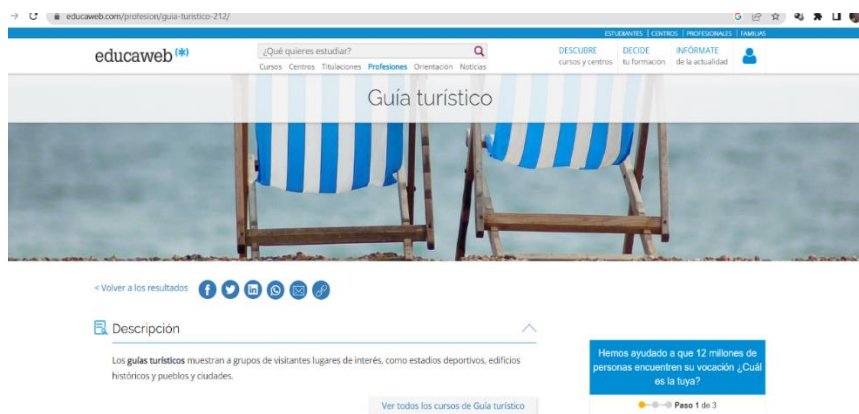 educaweb.com/profesion/guia-turistico-212/
ESTUDIANTES | CENTROS | PROFESIONALES | FAMILIAS
educaweb(*)
¿Qué quieres estudiar?
Cursos Centros Titulaciones Profesiones Orientación Noticias
DESCUBRE
cursos y centros
DECIDE
tu formación
INFÓRMATE
de la actualidad
Guía turístico
< Volver a los resultados
Descripción
Los guías turísticos muestran a grupos de visitantes lugares de interés, como estadios deportivos, edificios
históricos y pueblos y ciudades.
Ver todos los cursos de Guía turístico
Hemos ayudado a que 12 millones de
personas encuentren su vocación ¿Cuál
es la tuya?
Paso 1 de 3